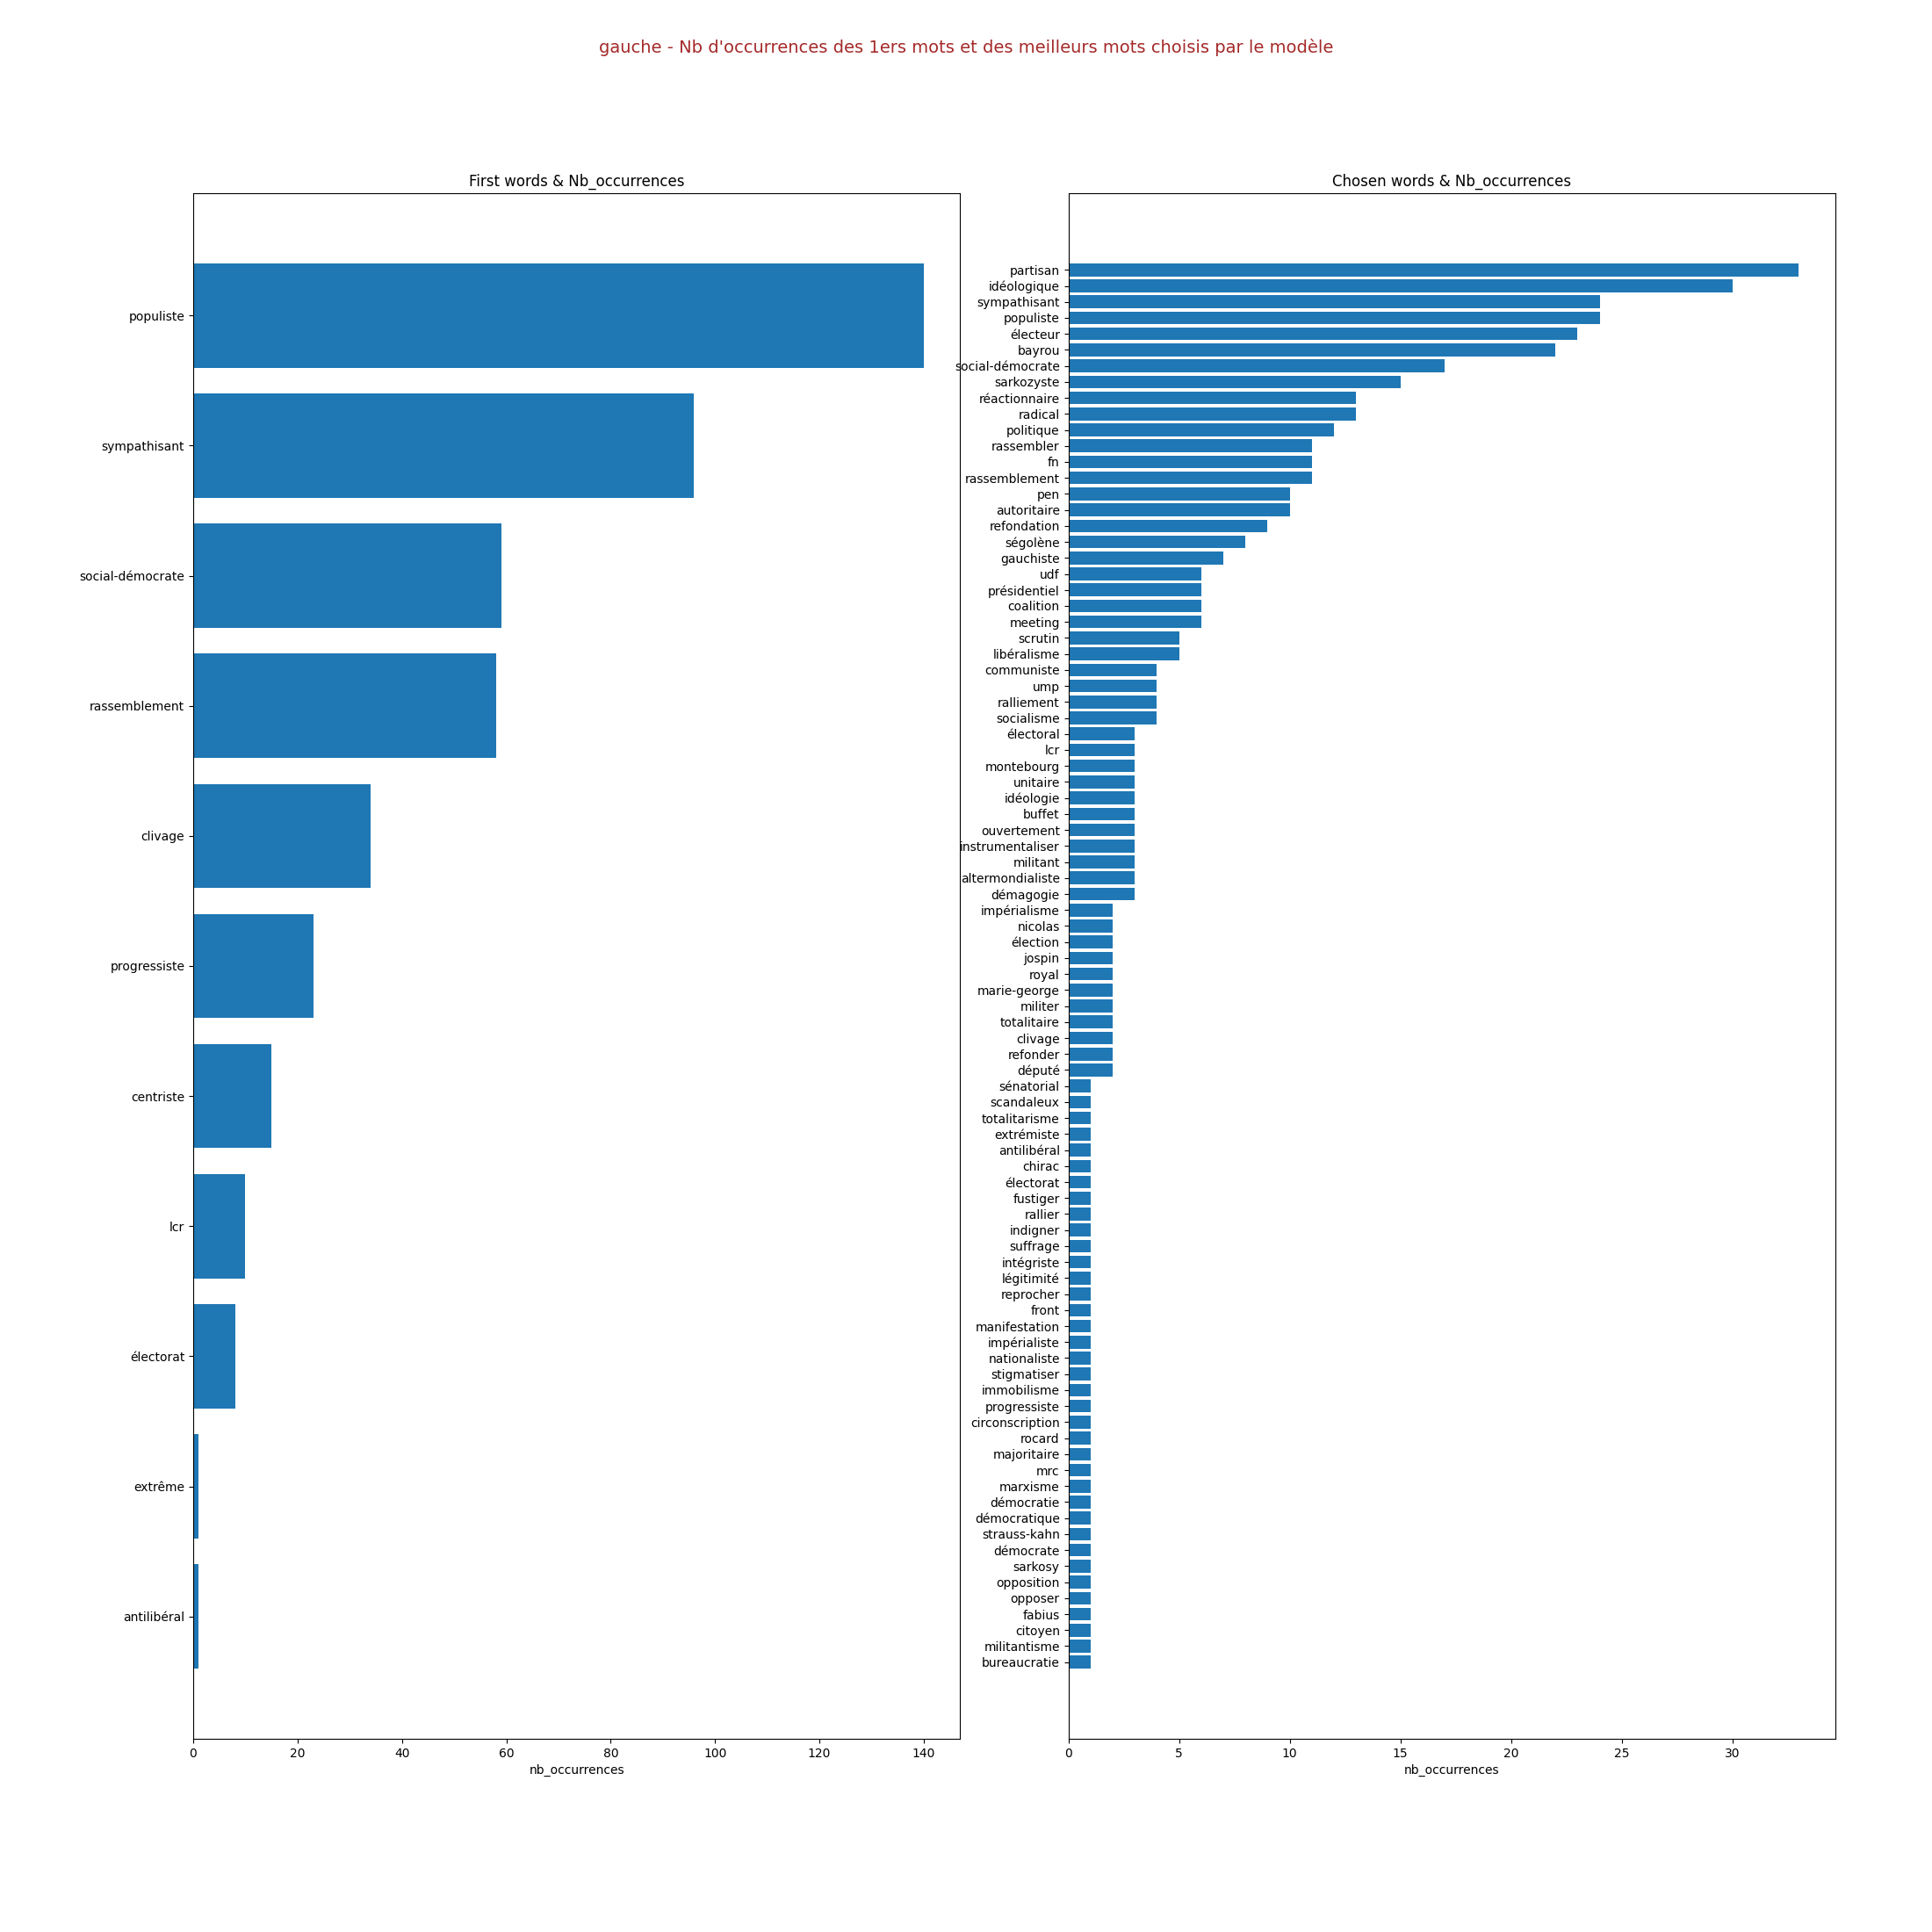 gauche - Nb d'occurrences des 1ers mots et des meilleurs mots choisis par le modèle
First words & Nb_occurrences
populiste
sympathisant
social-démocrate
rassemblement
clivage
progressiste
centriste
lcr
électorat
extrême
antilibéral
0 20 40 60 80 100 120 140
nb_occurrences
Chosen words & Nb_occurrences
partisan
idéologique
sympathisant
populiste
électeur
bayrou
social-démocrate
sarkozyste
réactionnaire
radical
politique
rassembler
fn
rassemblement
pen
autoritaire
refondation
ségolène
gauchiste
udf
présidentiel
coalition
meeting
scrutin
libéralisme
communiste
ump
ralliement
socialisme
électoral
lcr
montebourg
unitaire
idéologie
buffet
ouvertement
instrumentaliser
militant
altermondialiste
démagogie
impérialisme
nicolas
élection
jospin
royal
marie-george
militer
totalitaire
clivage
refonder
député
sénatorial
scandaleux
totalitarisme
extrémiste
antilibéral
chirac
électorat
fustiger
rallier
indigner
suffrage
intégriste
légitimité
reprocher
front
manifestation
impérialiste
nationaliste
stigmatiser
immobilisme
progressiste
circonscription
rocard
majoritaire
mrc
marxisme
démocratie
démocratique
strauss-kahn
démocrate
sarkosy
opposition
opposer
fabius
citoyen
militantisme
bureaucratie
0 5 10 15 20 25 30
nb_occurrences